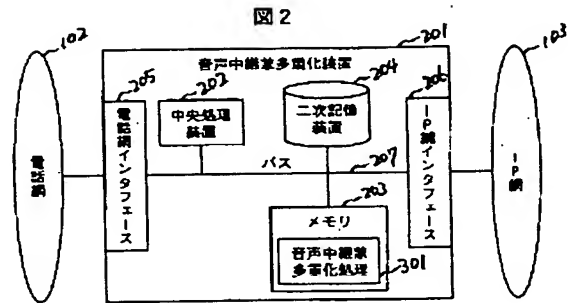 図2
102
201
103
音声中継兼多重化装置
205
202
204
206
電話網
電話網インタフェース
中央処理
装置
二次記憶
装置
IP網インタフェース
IP網
バス
207
203
メモリ
音声中継兼
多重化処理
301